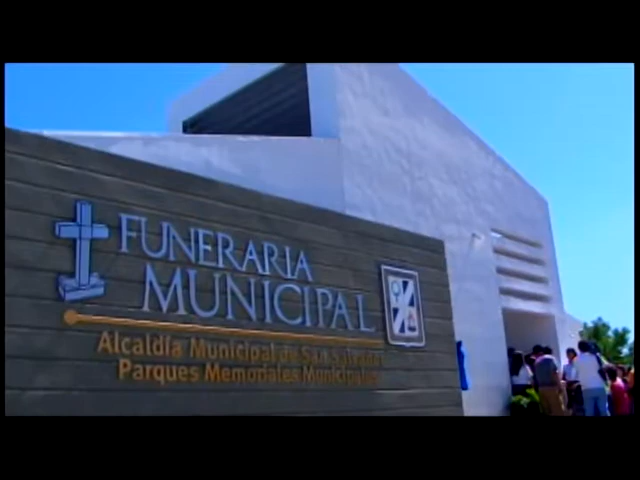 FUNERARIA
MUNICIPAL
Alcaldía Municipal de San Salvador
Parques Memoriales Municipales